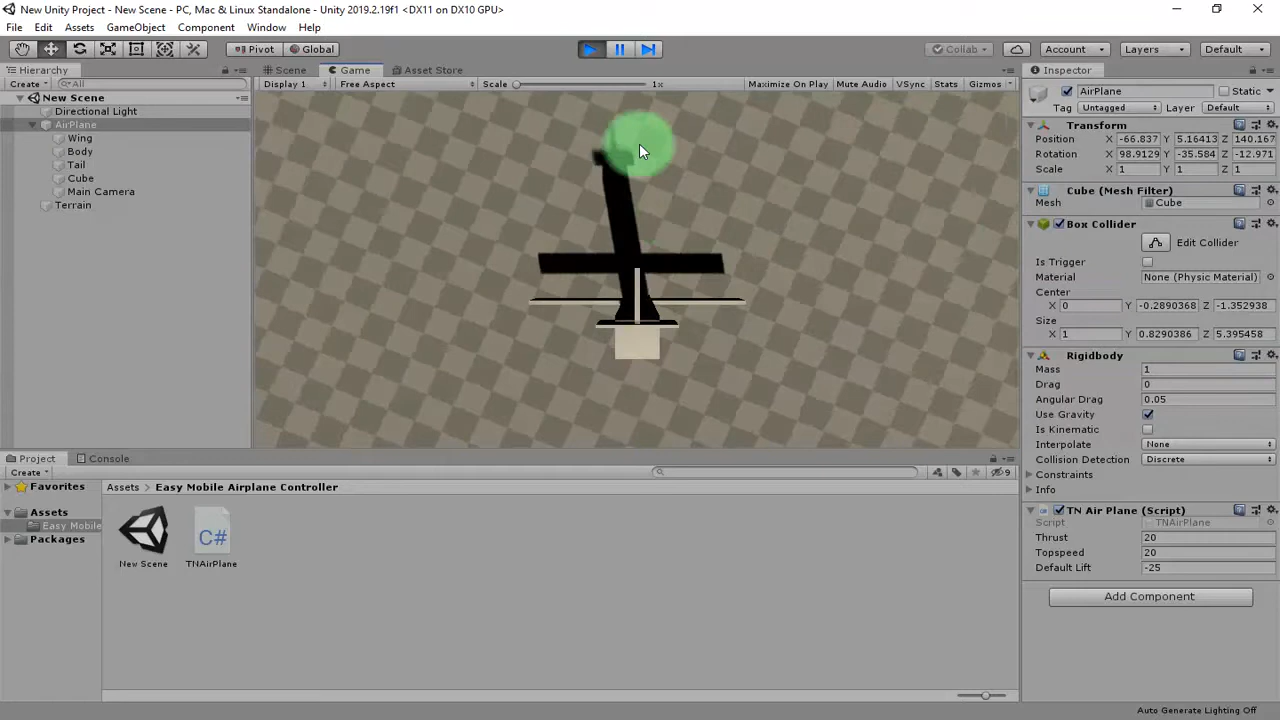 New Unity Project - New Scene - PC, Mac & Linux Standalone - Unity 2019.2.19f1 <DX11 on DX10 GPU>
File Edit Assets GameObject Component Window Help
Pivot Global Collab Account Layers Default
Hierarchy
Create All
New Scene
Directional Light
AirPlane
Wing
Body
Tail
Cube
Main Camera
Terrain
Scene Game Asset Store
Display 1 Free Aspect Scale 1x Maximize On Play Mute Audio VSync Stats Gizmos
Inspector
AirPlane Static
Tag Untagged Layer Default
Transform
Position X -66.837 Y 5.16413 Z 140.167
Rotation X 98.9129 Y -35.584 Z -12.971
Scale X 1 Y 1 Z 1
Cube (Mesh Filter)
Mesh Cube
Box Collider
Edit Collider
Is Trigger
Material None (Physic Material)
Center
X 0 Y -0.2890368 Z -1.352938
Size
X 1 Y 0.8290386 Z 5.395458
Rigidbody
Mass 1
Drag 0
Angular Drag 0.05
Use Gravity
Is Kinematic
Interpolate None
Collision Detection Discrete
Constraints
Info
TN Air Plane (Script)
Script TNAirPlane
Thrust 20
Topspeed 20
Default Lift -25
Add Component
Project Console
Create 9
Favorites
Assets
Easy Mobile
Packages
Assets > Easy Mobile Airplane Controller
C#
New Scene TNAirPlane
Auto Generate Lighting Off